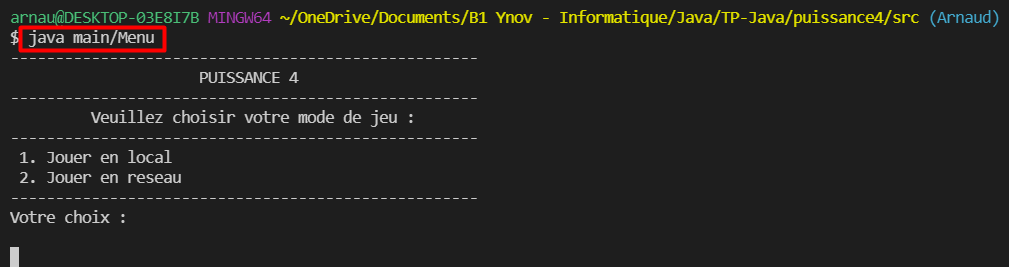 arnau@DESKTOP-03E8I7B MINGW64 ~/OneDrive/Documents/B1 Ynov - Informatique/Java/TP-Java/puissance4/src (Arnaud)
$ java main/Menu
----------------------------------------------------
PUISSANCE 4
----------------------------------------------------
Veuillez choisir votre mode de jeu :
----------------------------------------------------
1. Jouer en local
2. Jouer en reseau
----------------------------------------------------
Votre choix :